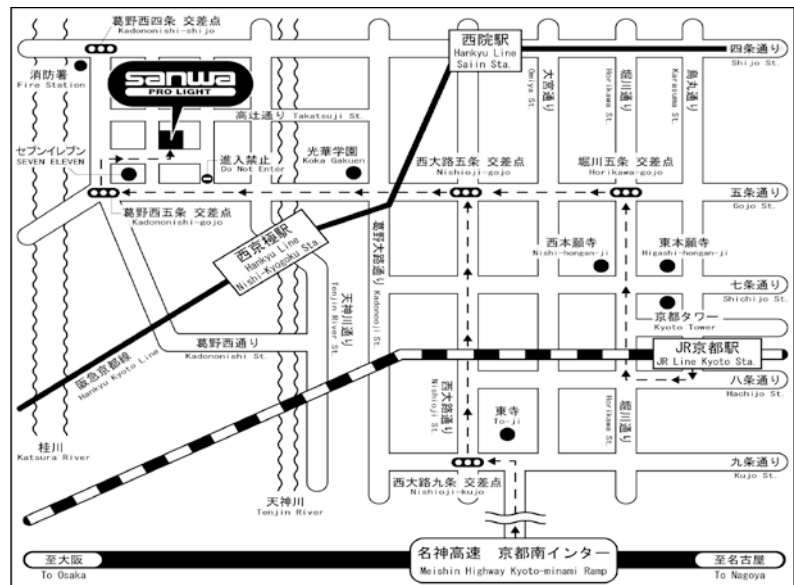 葛野西四条 交差点
Kadononishi-shijo
西院駅
Hankyu Line
Saiin Sta.
四条通り
Shijo St.
消防署
Fire Station
sanwa
PRO LIGHT
大宮通り
Omiya St.
堀川通り
Horikawa St.
烏丸通り
Karasuma St.
高辻通り Takatsuji St.
セブンイレブン
SEVEN ELEVEN
進入禁止
Do Not Enter
光華学園
Koka Gakuen
西大路五条 交差点
Nishioji-gojo
堀川五条 交差点
Horikawa-gojo
五条通り
Gojo St.
葛野西五条 交差点
Kadononishi-gojo
西京極駅
Hankyu Line
Nishi-Kyogoku Sta.
葛野大路通り Kadonooji St.
西本願寺
Nishi-hongan-ji
東本願寺
Higashi-hongan-ji
七条通り
Shichijo St.
天神川通り
Tenjin River St.
京都タワー
Kyoto Tower
葛野西通り
Kadononishi St.
阪急京都線
Hankyu Kyoto Line
JR京都駅
JR Line Kyoto Sta.
八条通り
Hachijo St.
西大路通り
Nishioji St.
東寺
To-ji
堀川通り
Horikawa St.
桂川
Katsura River
九条通り
Kujo St.
西大路九条 交差点
Nishioji-kujo
天神川
Tenjin River
名神高速 京都南インター
Meishin Highway Kyoto-minami Ramp
至大阪
To Osaka
至名古屋
To Nagoya